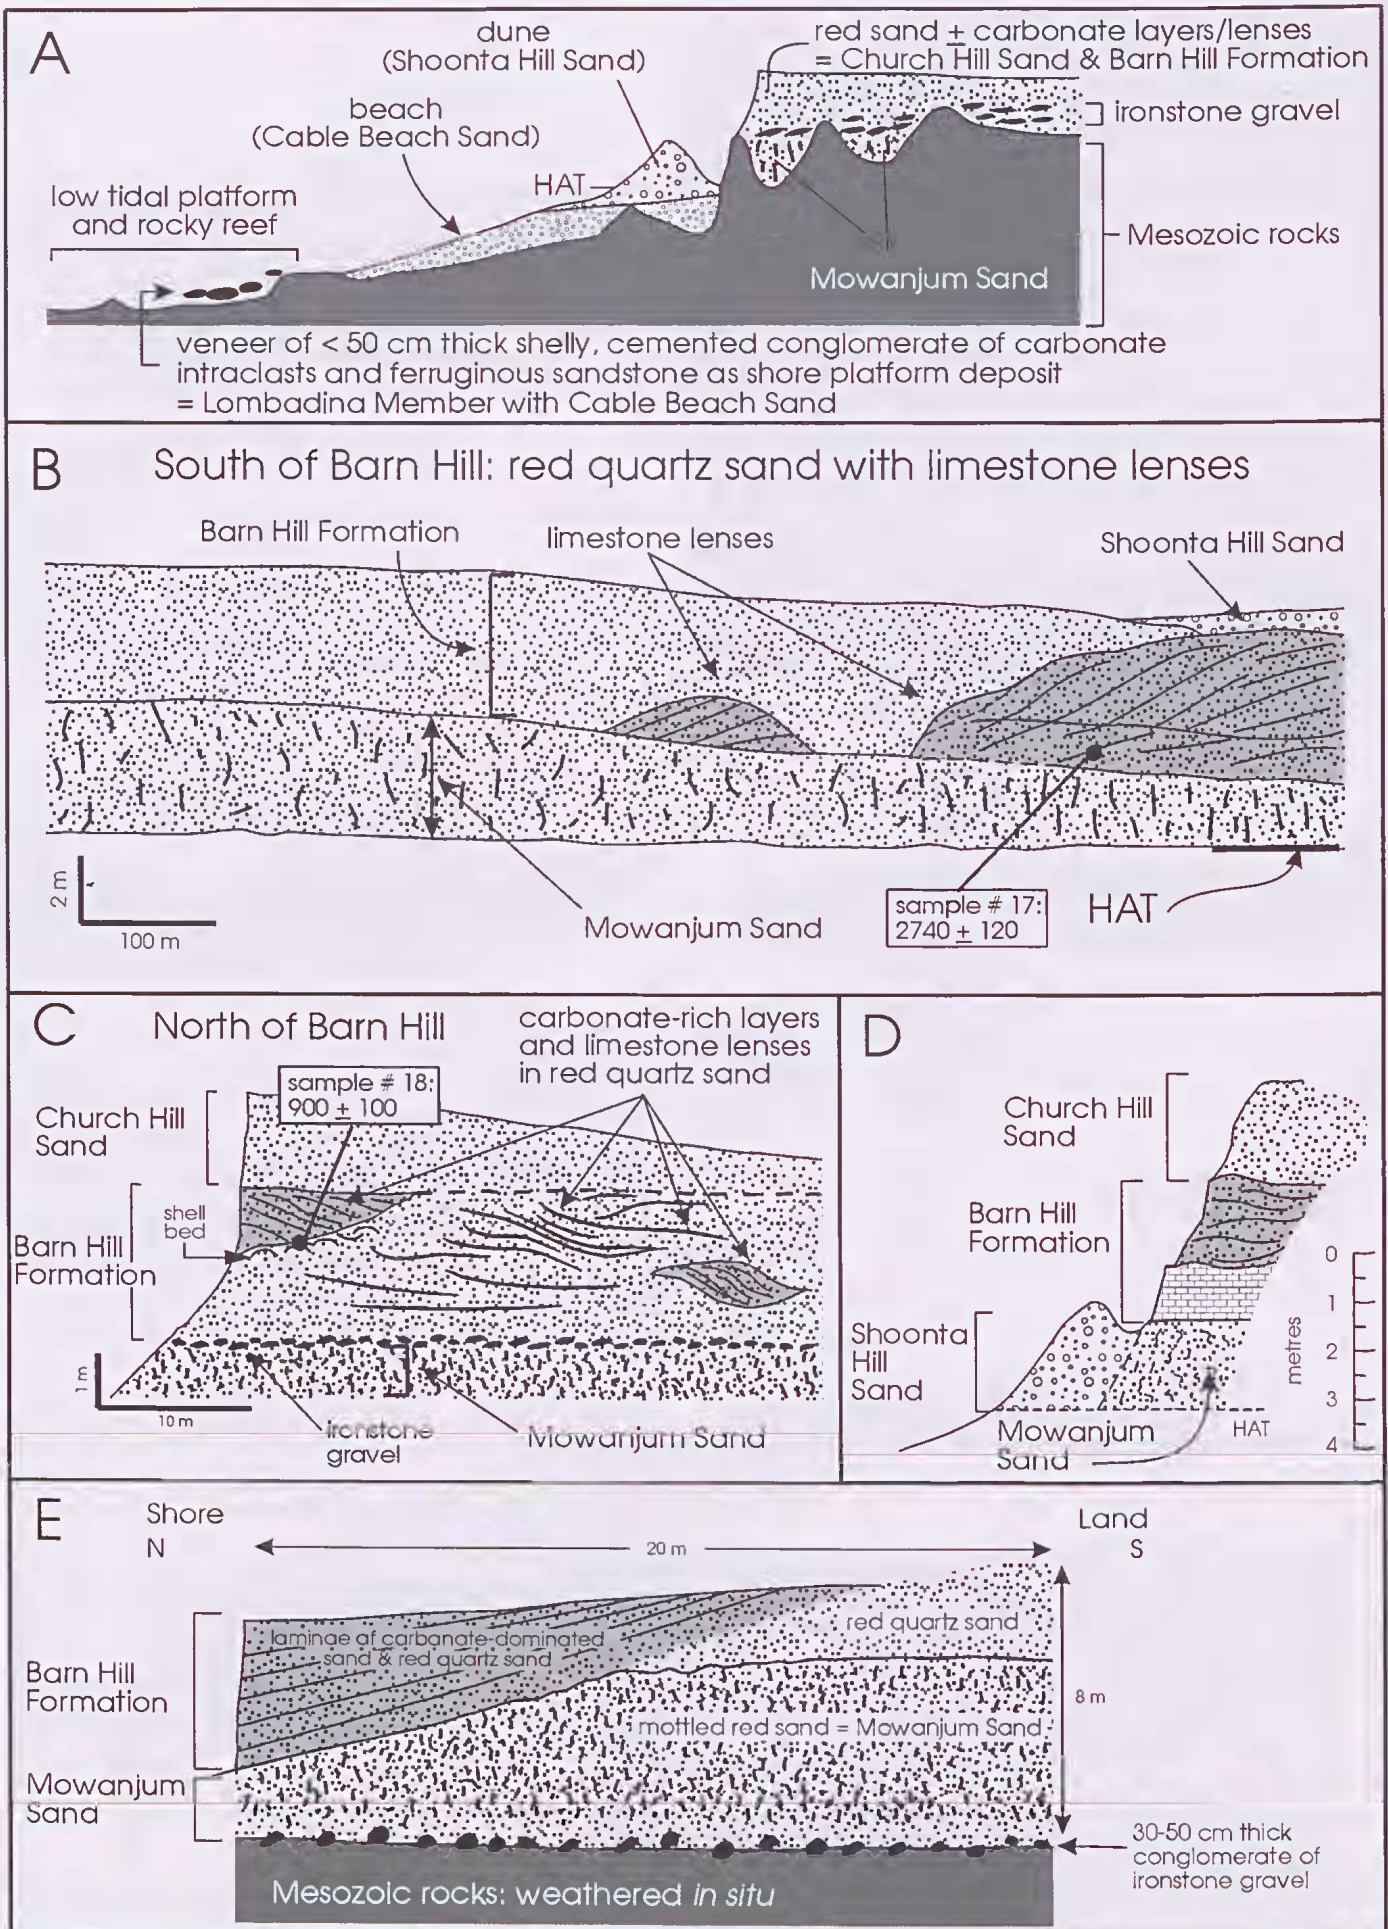 A
dune
(Shoonta Hill Sand)
beach
(Cable Beach Sand)
HAT
low tidal platform
and rocky reef
red sand ± carbonate layers/lenses
= Church Hill Sand & Barn Hill Formation
ironstone gravel
Mesozoic rocks
Mowanjum Sand
veneer of < 50 cm thick shelly, cemented conglomerate of carbonate
intraclasts and ferruginous sandstone as shore platform deposit
= Lombadina Member with Cable Beach Sand
B
South of Barn Hill: red quartz sand with limestone lenses
Barn Hill Formation
limestone lenses
Shoonta Hill Sand
2 m
100 m
Mowanjum Sand
sample # 17:
2740 ± 120
HAT
C
North of Barn Hill
carbonate-rich layers
and limestone lenses
in red quartz sand
sample # 18:
900 ± 100
Church Hill
Sand
shell
bed
Barn Hill
Formation
1 m
10 m
ironstone
gravel
Mowanjum Sand
D
Church Hill
Sand
Barn Hill
Formation
Shoonta
Hill
Sand
Mowanjum
Sand
HAT
metres
0
1
2
3
4
E
Shore
N
20 m
Land
S
Barn Hill
Formation
laminae of carbonate-dominated
sand & red quartz sand
red quartz sand
8 m
mottled red sand = Mowanjum Sand
Mowanjum
Sand
30-50 cm thick
conglomerate of
ironstone gravel
Mesozoic rocks: weathered in situ